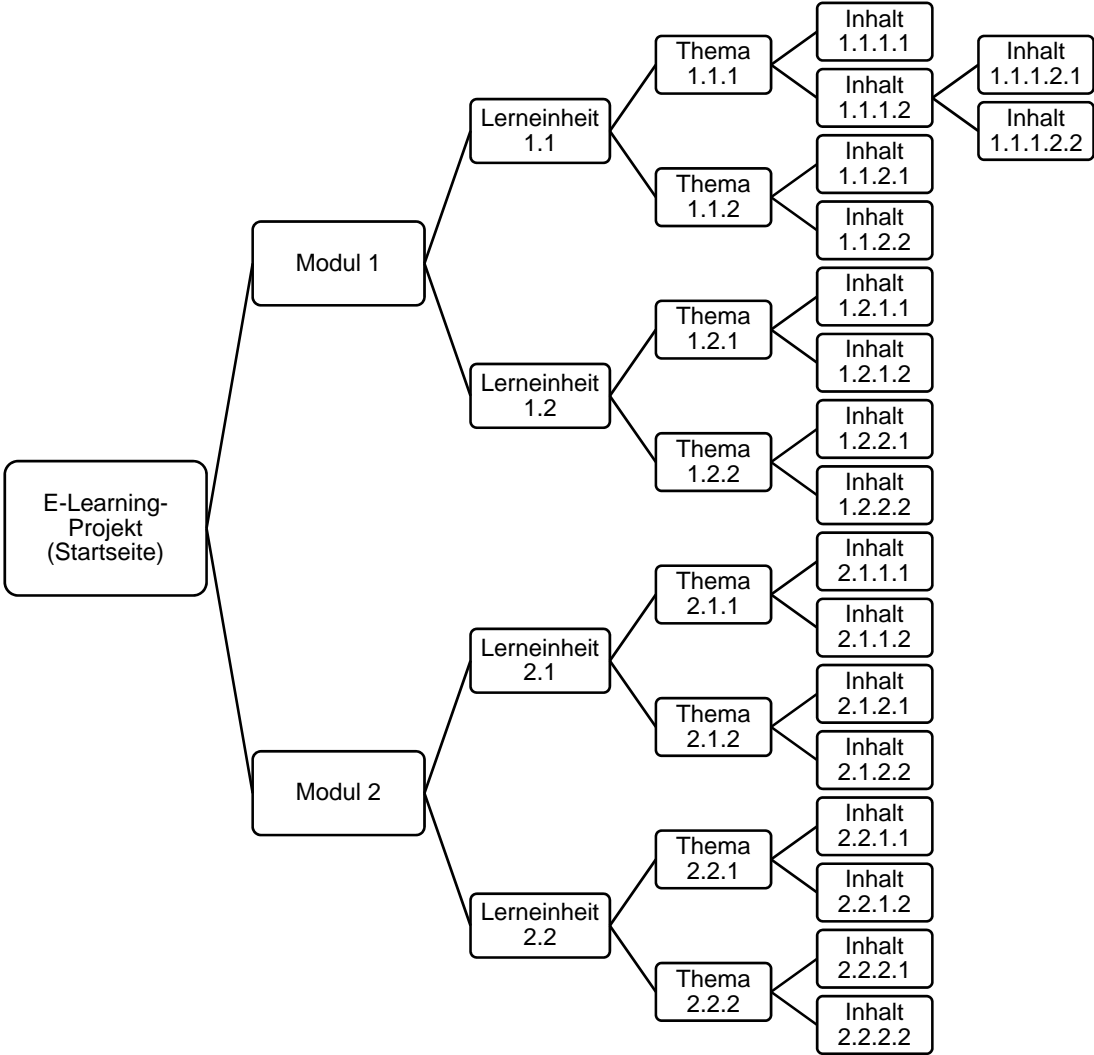 E-Learning-
Projekt
(Startseite)
Modul 1
Lerneinheit
1.1
Thema
1.1.1
Inhalt
1.1.1.1
Inhalt
1.1.1.2
Inhalt
1.1.1.2.1
Inhalt
1.1.1.2.2
Thema
1.1.2
Inhalt
1.1.2.1
Inhalt
1.1.2.2
Lerneinheit
1.2
Thema
1.2.1
Inhalt
1.2.1.1
Inhalt
1.2.1.2
Thema
1.2.2
Inhalt
1.2.2.1
Inhalt
1.2.2.2
Modul 2
Lerneinheit
2.1
Thema
2.1.1
Inhalt
2.1.1.1
Inhalt
2.1.1.2
Thema
2.1.2
Inhalt
2.1.2.1
Inhalt
2.1.2.2
Lerneinheit
2.2
Thema
2.2.1
Inhalt
2.2.1.1
Inhalt
2.2.1.2
Thema
2.2.2
Inhalt
2.2.2.1
Inhalt
2.2.2.2